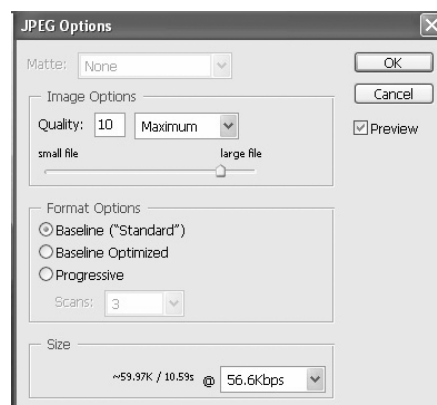 JPEG Options
Matte: None
OK
Image Options
Cancel
Quality: 10 Maximum
Preview
small file large file
Format Options
Baseline ("Standard")
Baseline Optimized
Progressive
Scans: 3
Size
~59.97K / 10.59s @ 56.6Kbps